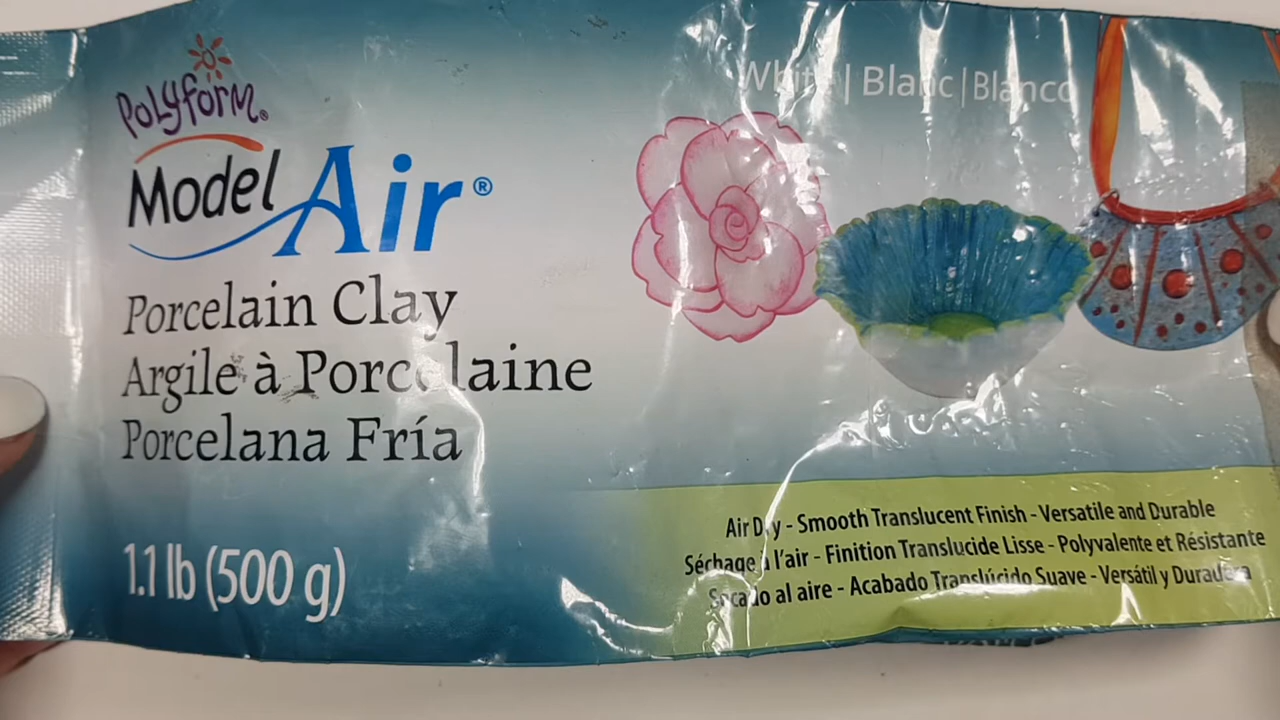 Polyform®
Model Air®
Porcelain Clay
Argile à Porcelaine
Porcelana Fría
1.1 lb (500 g)
White | Blanc | Blanco
Air Dry - Smooth Translucent Finish - Versatile and Durable
Séchage à l'air - Finition Translucide Lisse - Polyvalente et Résistante
Secado al aire - Acabado Translúcido Suave - Versátil y Duradera